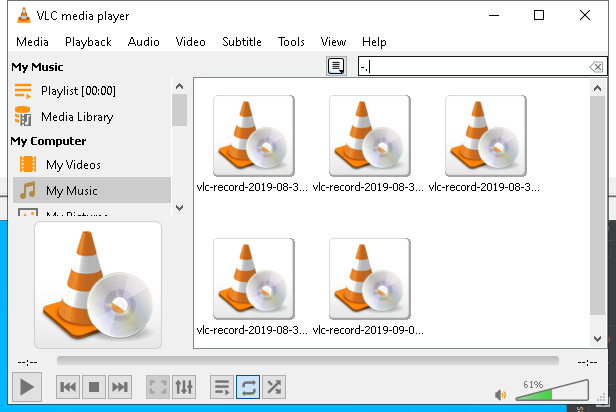 VLC media player
Media Playback Audio Video Subtitle Tools View Help
My Music
-.
Playlist [00:00]
Media Library
My Computer
My Videos
My Music
My Pictures
vlc-record-2019-08-3... vlc-record-2019-08-3... vlc-record-2019-08-3...
vlc-record-2019-08-3... vlc-record-2019-09-0...
--:-- --:--
61%